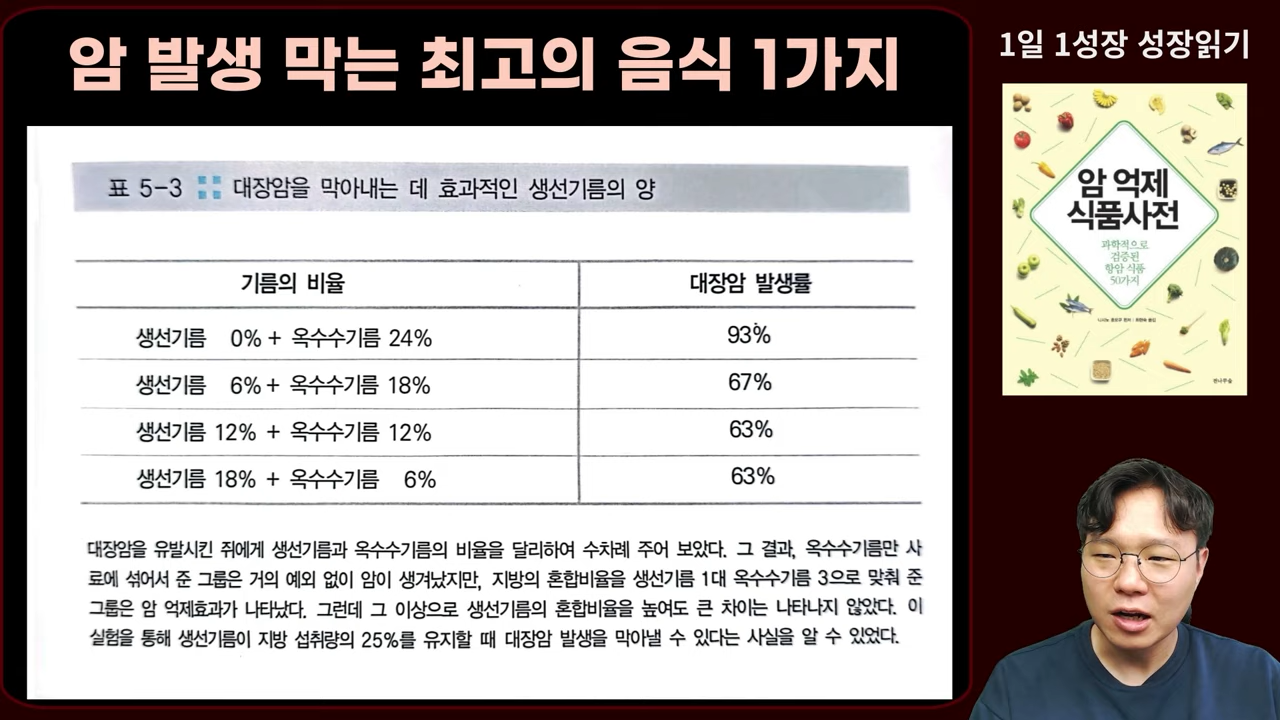 암 발생 막는 최고의 음식 1가지
1일 1성장 성장읽기
표 5-3 대장암을 막아내는 데 효과적인 생선기름의 양
기름의 비율 대장암 발생률
생선기름 0% + 옥수수기름 24% 93%
생선기름 6% + 옥수수기름 18% 67%
생선기름 12% + 옥수수기름 12% 63%
생선기름 18% + 옥수수기름 6% 63%
대장암을 유발시킨 쥐에게 생선기름과 옥수수기름의 비율을 달리하여 수차례 주어 보았다. 그 결과, 옥수수기름만 사
료에 섞어서 준 그룹은 거의 예외 없이 암이 생겨났지만, 지방의 혼합비율을 생선기름 1대 옥수수기름 3으로 맞춰 준
그룹은 암 억제효과가 나타났다. 그런데 그 이상으로 생선기름의 혼합비율을 높여도 큰 차이는 나타나지 않았다. 이
실험을 통해 생선기름이 지방 섭취량의 25%를 유지할 때 대장암 발생을 막아낼 수 있다는 사실을 알 수 있었다.
암 억제
식품사전
과학적으로
검증된
항암 식품
50가지
전나무숲